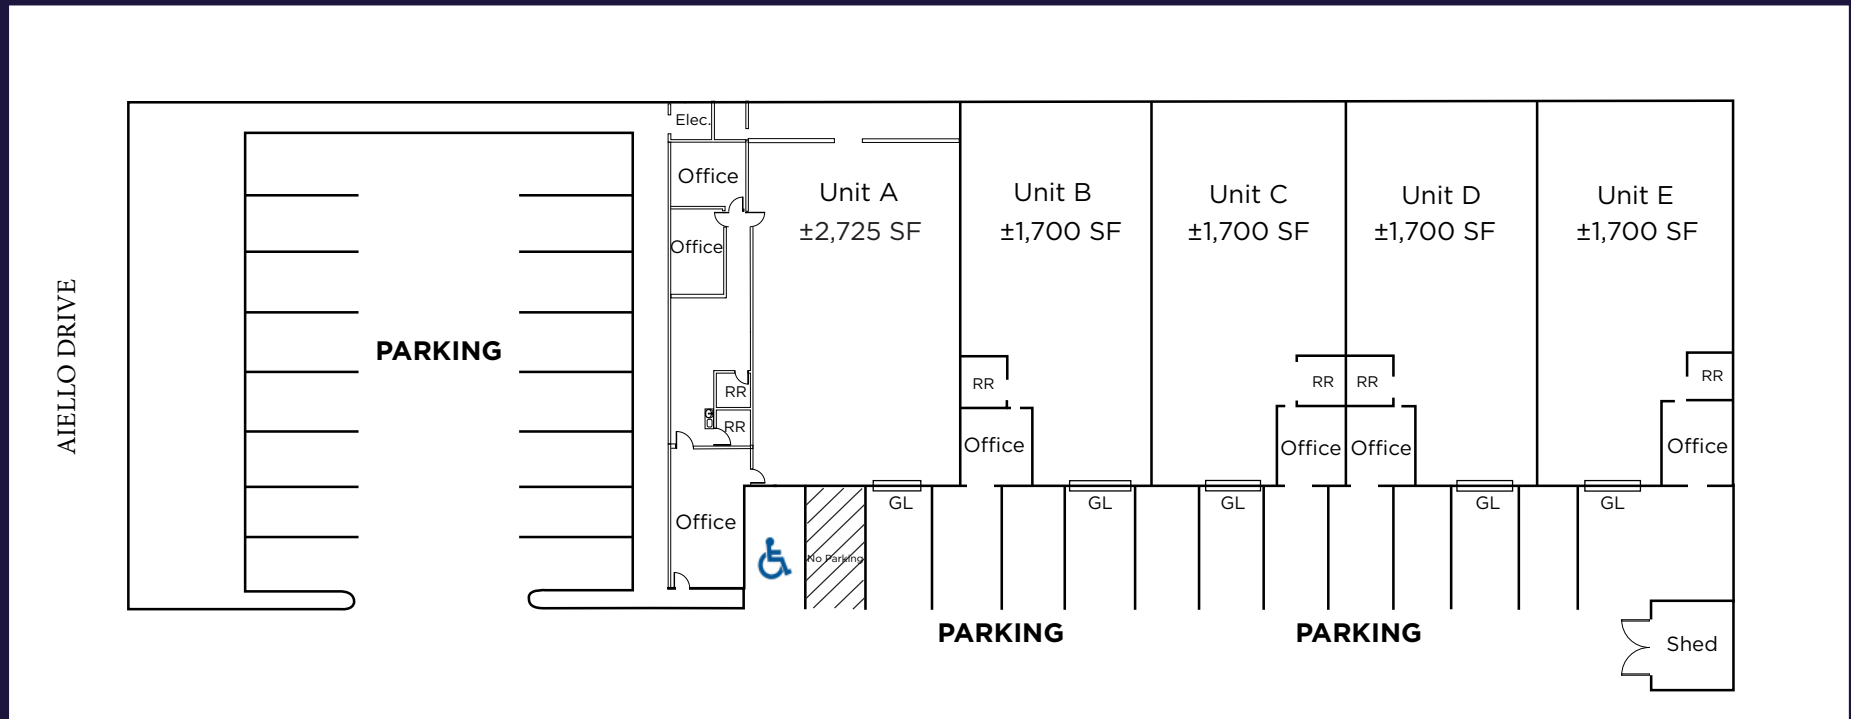 AIELLO DRIVE
PARKING
Elec.
Office
Office
RR
RR
Office
Unit A
±2,725 SF
GL
No Parking
Unit B
±1,700 SF
RR
Office
GL
Unit C
±1,700 SF
RR
Office
GL
Unit D
±1,700 SF
RR
Office
GL
Unit E
±1,700 SF
RR
Office
GL
PARKING
PARKING
Shed